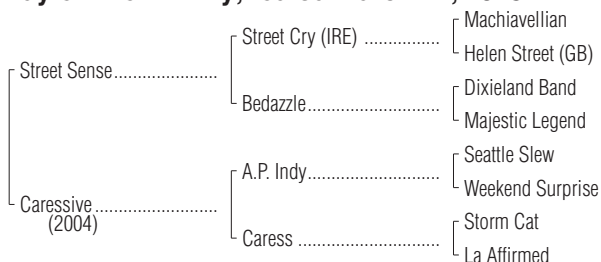 Machiavellian
Street Cry (IRE)
Helen Street (GB)
Street Sense
Dixieland Band
Bedazzle
Majestic Legend
Seattle Slew
A.P. Indy
Weekend Surprise
Caressive
(2004)
Storm Cat
Caress
La Affirmed